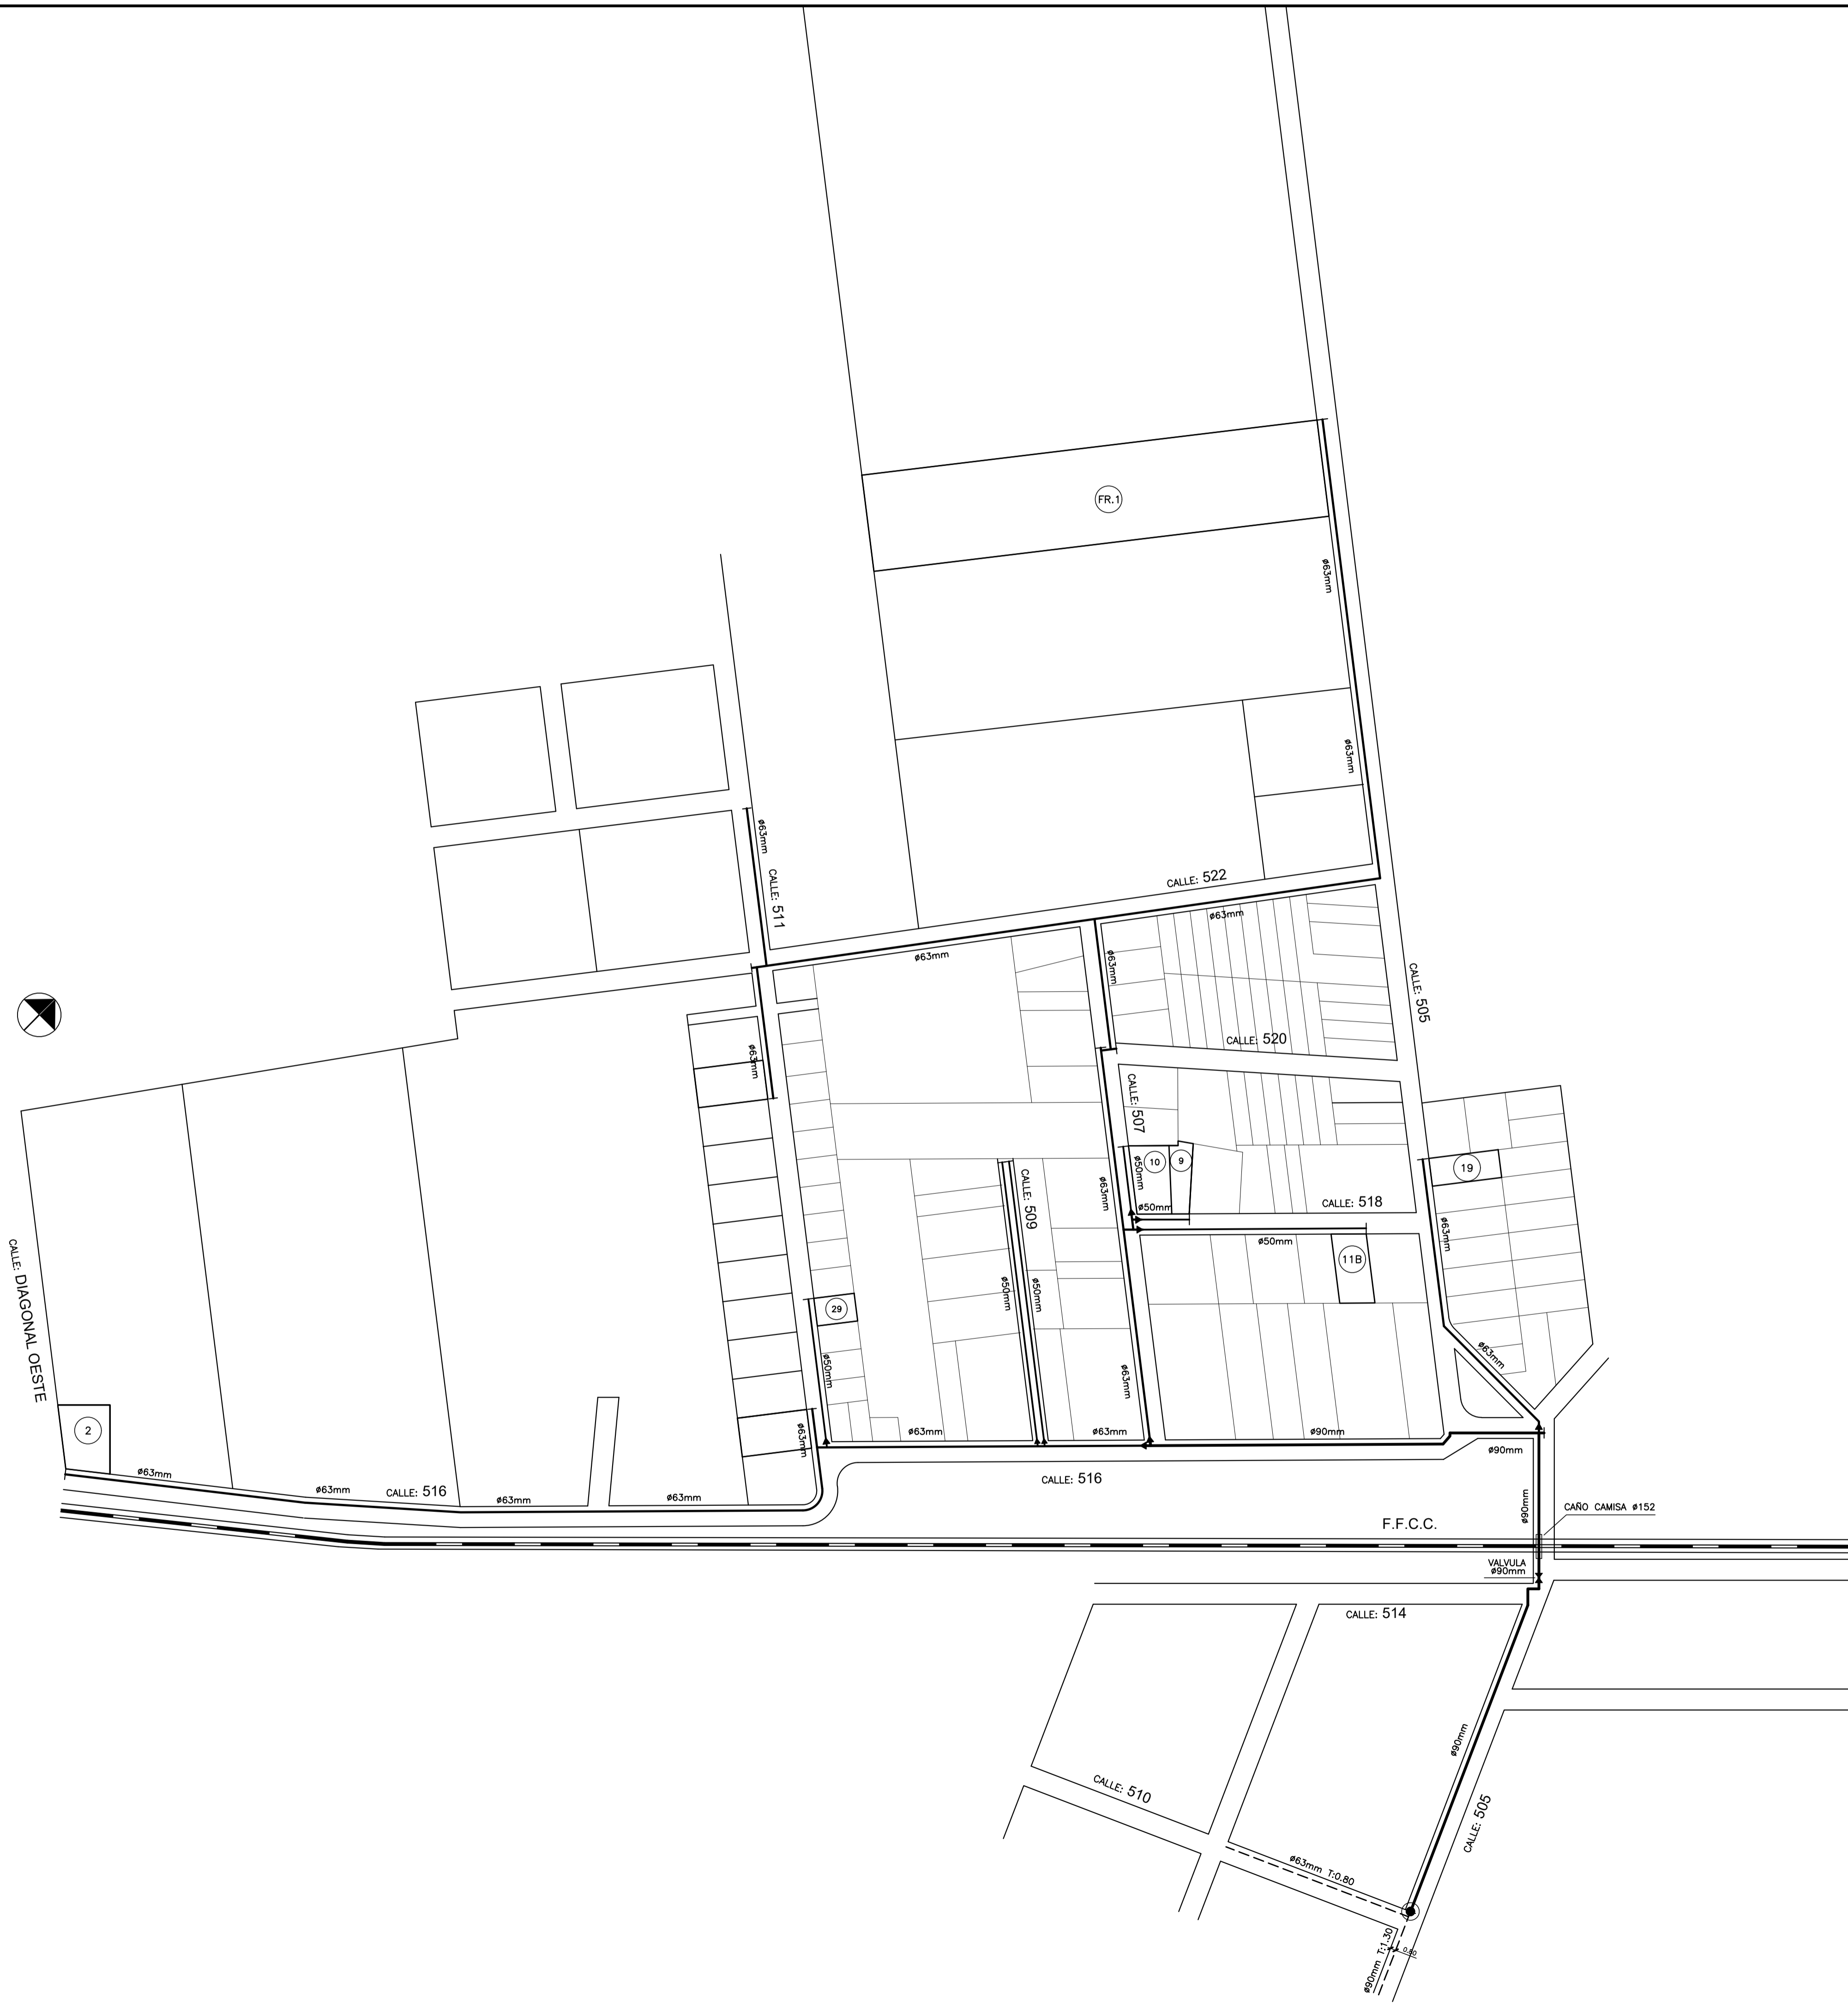 FR.1
ø63mm
ø63mm
ø63mm
CALLE: 511
CALLE: 522
ø63mm
ø63mm
ø63mm
CALLE: 505
CALLE: 520
ø63mm
CALLE: 507
10
9
ø50mm
ø50mm
19
CALLE: 518
ø63mm
CALLE: 509
ø63mm
ø50mm
11B
CALLE: DIAGONAL OESTE
29
ø50mm
ø50mm
ø50mm
ø63mm
ø63mm
2
ø63mm
ø63mm
ø63mm
ø90mm
ø90mm
ø63mm
ø63mm
CALLE: 516
ø63mm
ø63mm
CALLE: 516
ø90mm
CAÑO CAMISA ø152
F.F.C.C.
VALVULA
ø90mm
CALLE: 514
ø90mm
CALLE: 510
CALLE: 505
ø63mm T:0.80
ø90mm T:1.30
0.60